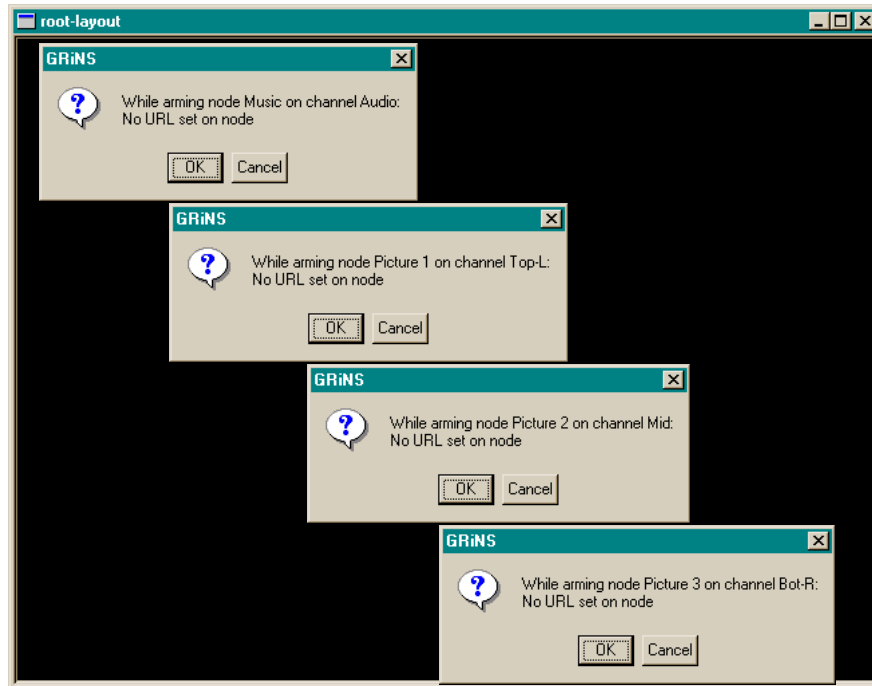 root-layout
GRiNS
While arming node Music on channel Audio:
No URL set on node
OK Cancel
GRiNS
While arming node Picture 1 on channel Top-L:
No URL set on node
OK Cancel
GRiNS
While arming node Picture 2 on channel Mid:
No URL set on node
OK Cancel
GRiNS
While arming node Picture 3 on channel Bot-R:
No URL set on node
OK Cancel